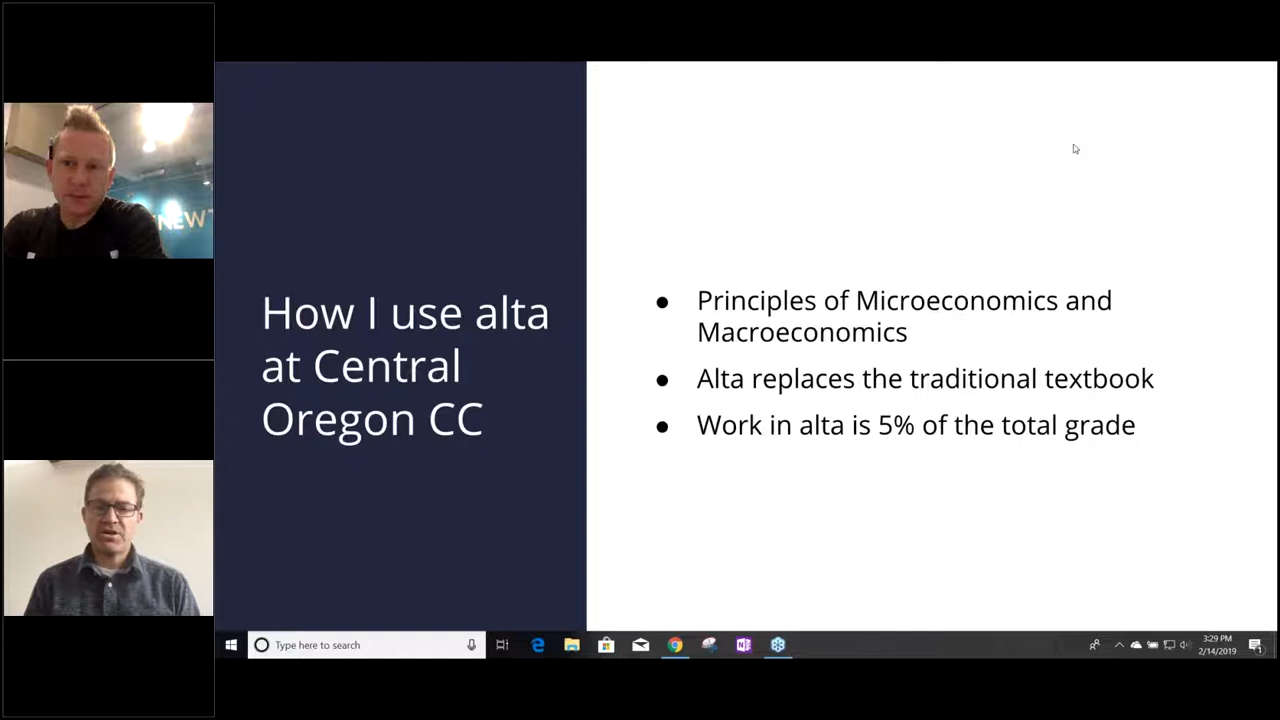 NEWT
How I use alta
at Central
Oregon CC
● Principles of Microeconomics and
Macroeconomics
● Alta replaces the traditional textbook
● Work in alta is 5% of the total grade
Type here to search
3:29 PM
2/14/2019